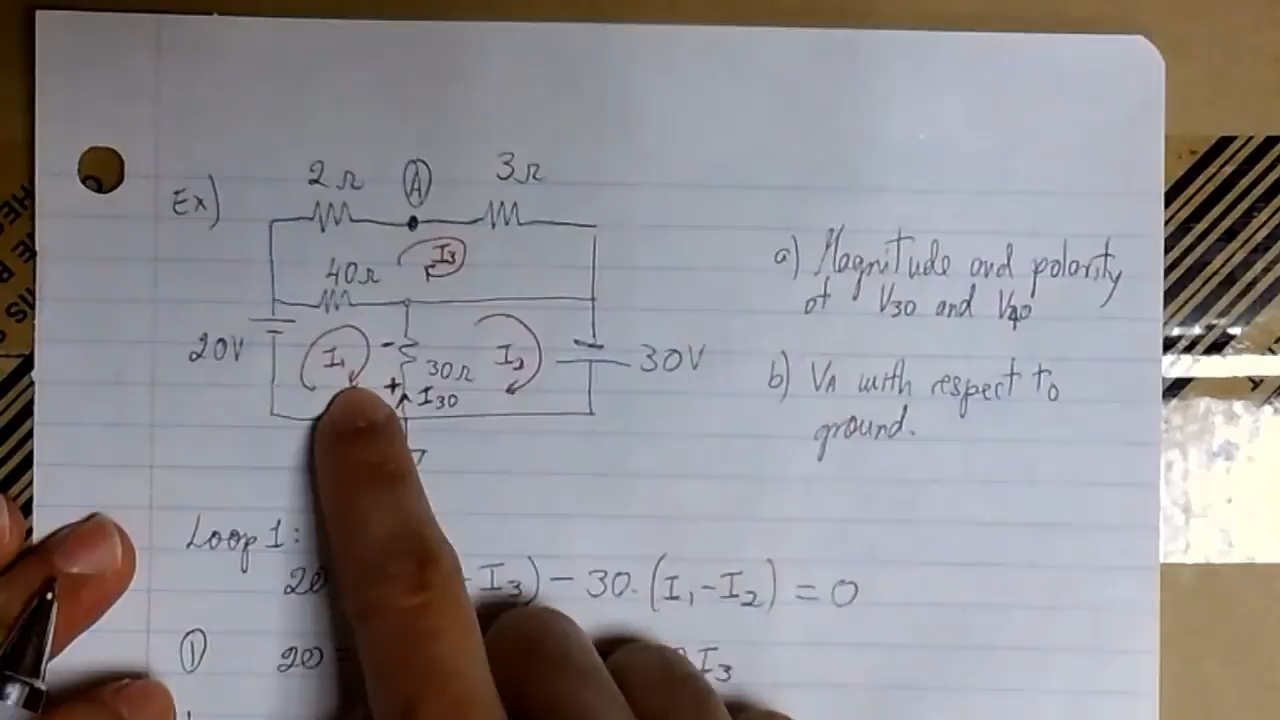 Ex)
2Ω
A
3Ω
I3
40Ω
20V
I1
-
30Ω
+
I30
I2
30V
a) Magnitude and polarity
of V30 and V40
b) VA with respect to
ground.
Loop 1:
20 -I3) - 30.(I1-I2) = 0
① 20 = I3